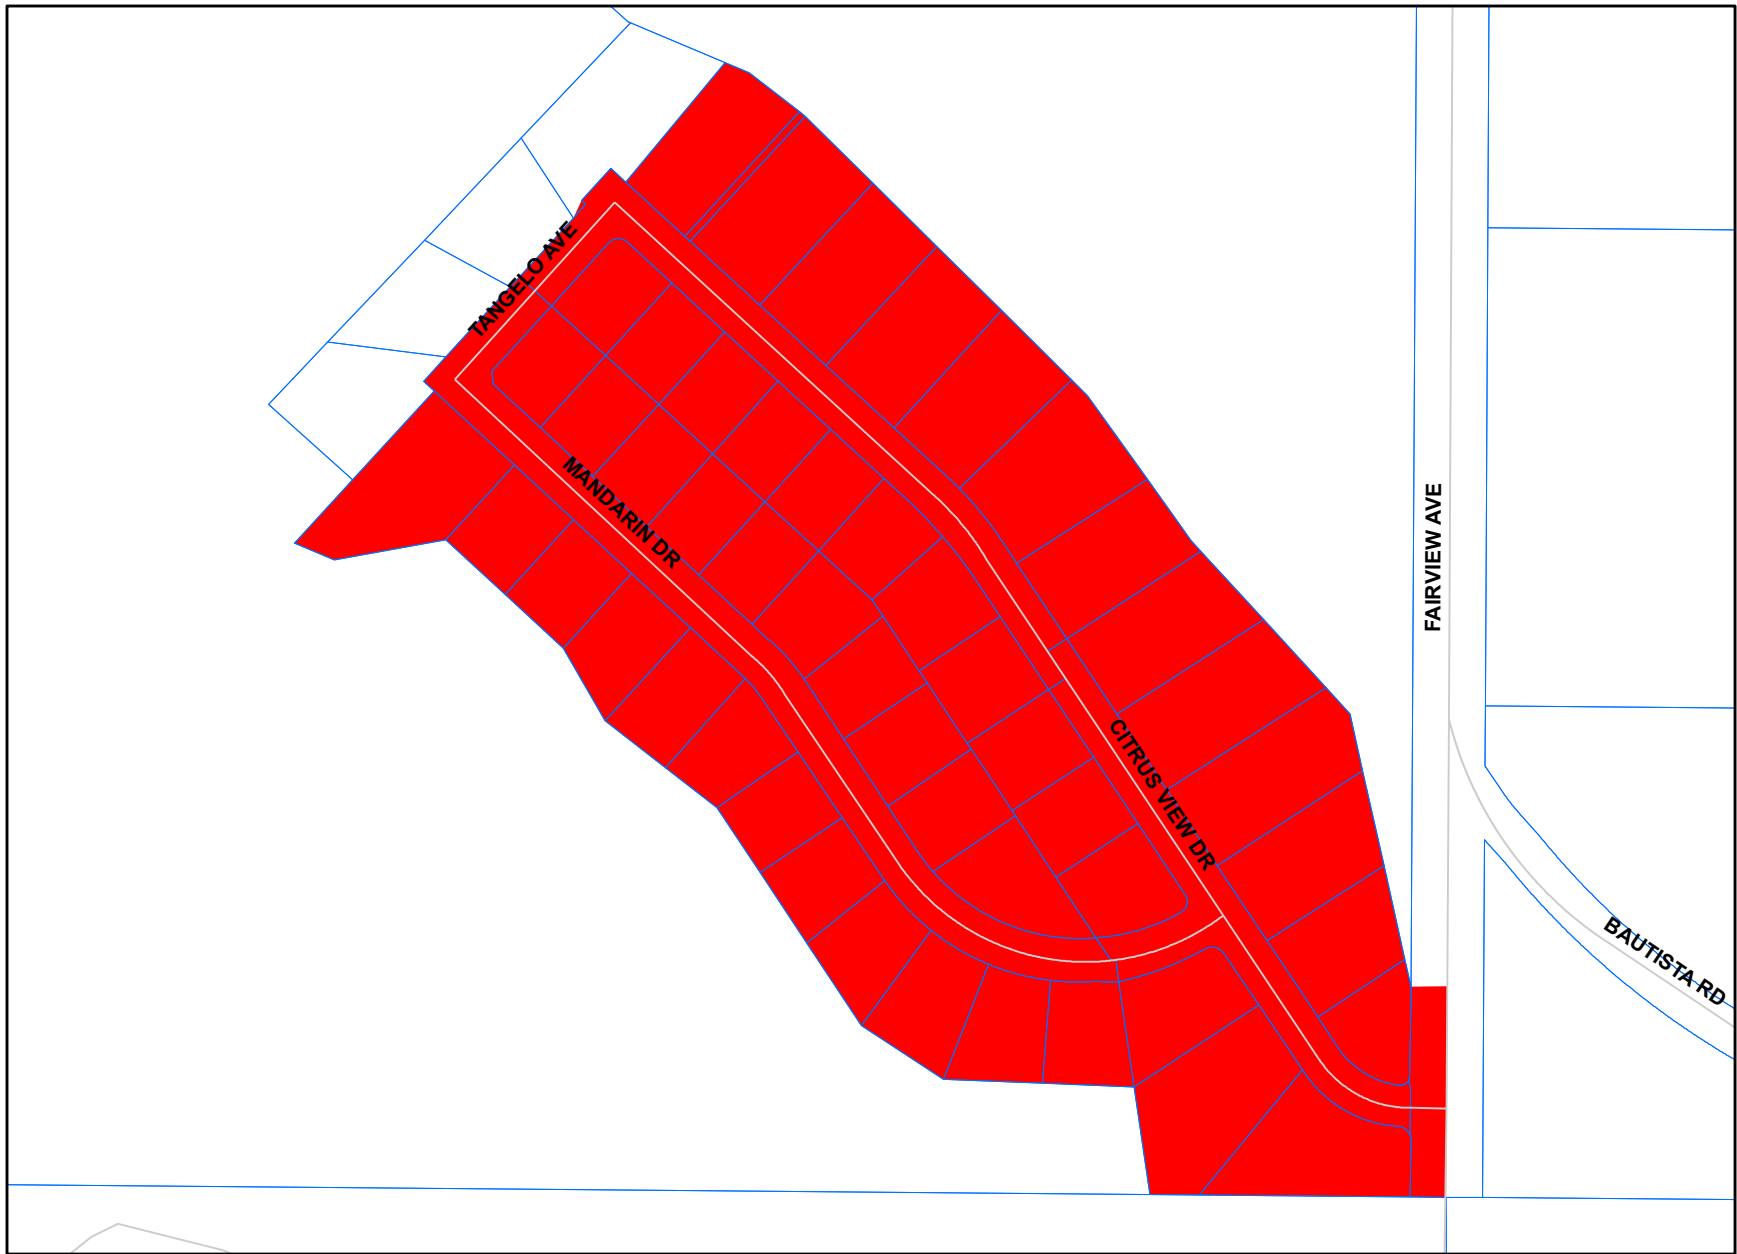 TANGELO AVE
MANDARIN DR
FAIRVIEW AVE
CITRUS VIEW DR
BAUTISTA RD